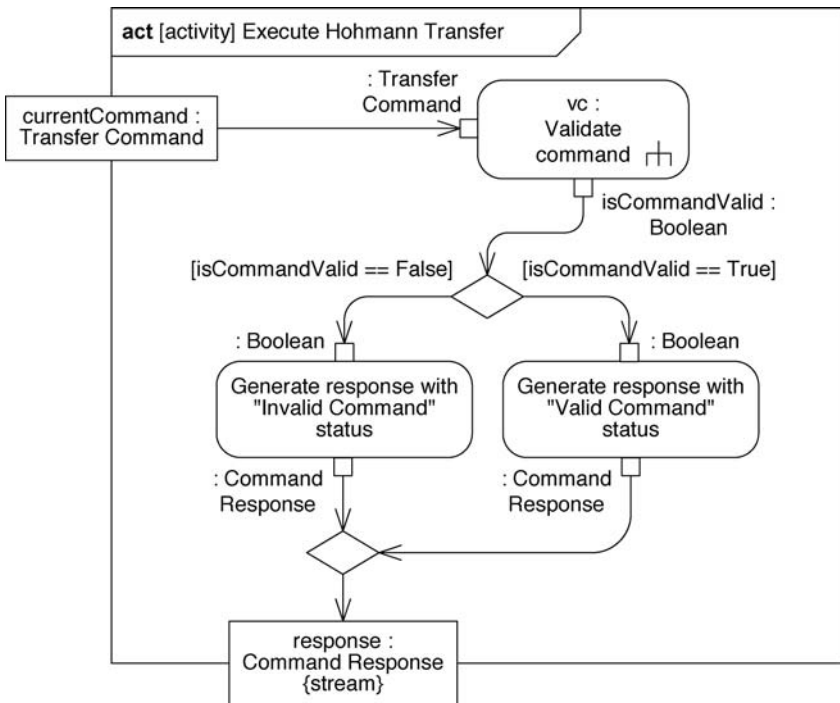 act [activity] Execute Hohmann Transfer
currentCommand :
Transfer Command
: Transfer
Command
vc :
Validate
command
isCommandValid :
Boolean
[isCommandValid == False]
[isCommandValid == True]
: Boolean
: Boolean
Generate response with
"Invalid Command"
status
Generate response with
"Valid Command"
status
: Command
Response
: Command
Response
response :
Command Response
{stream}